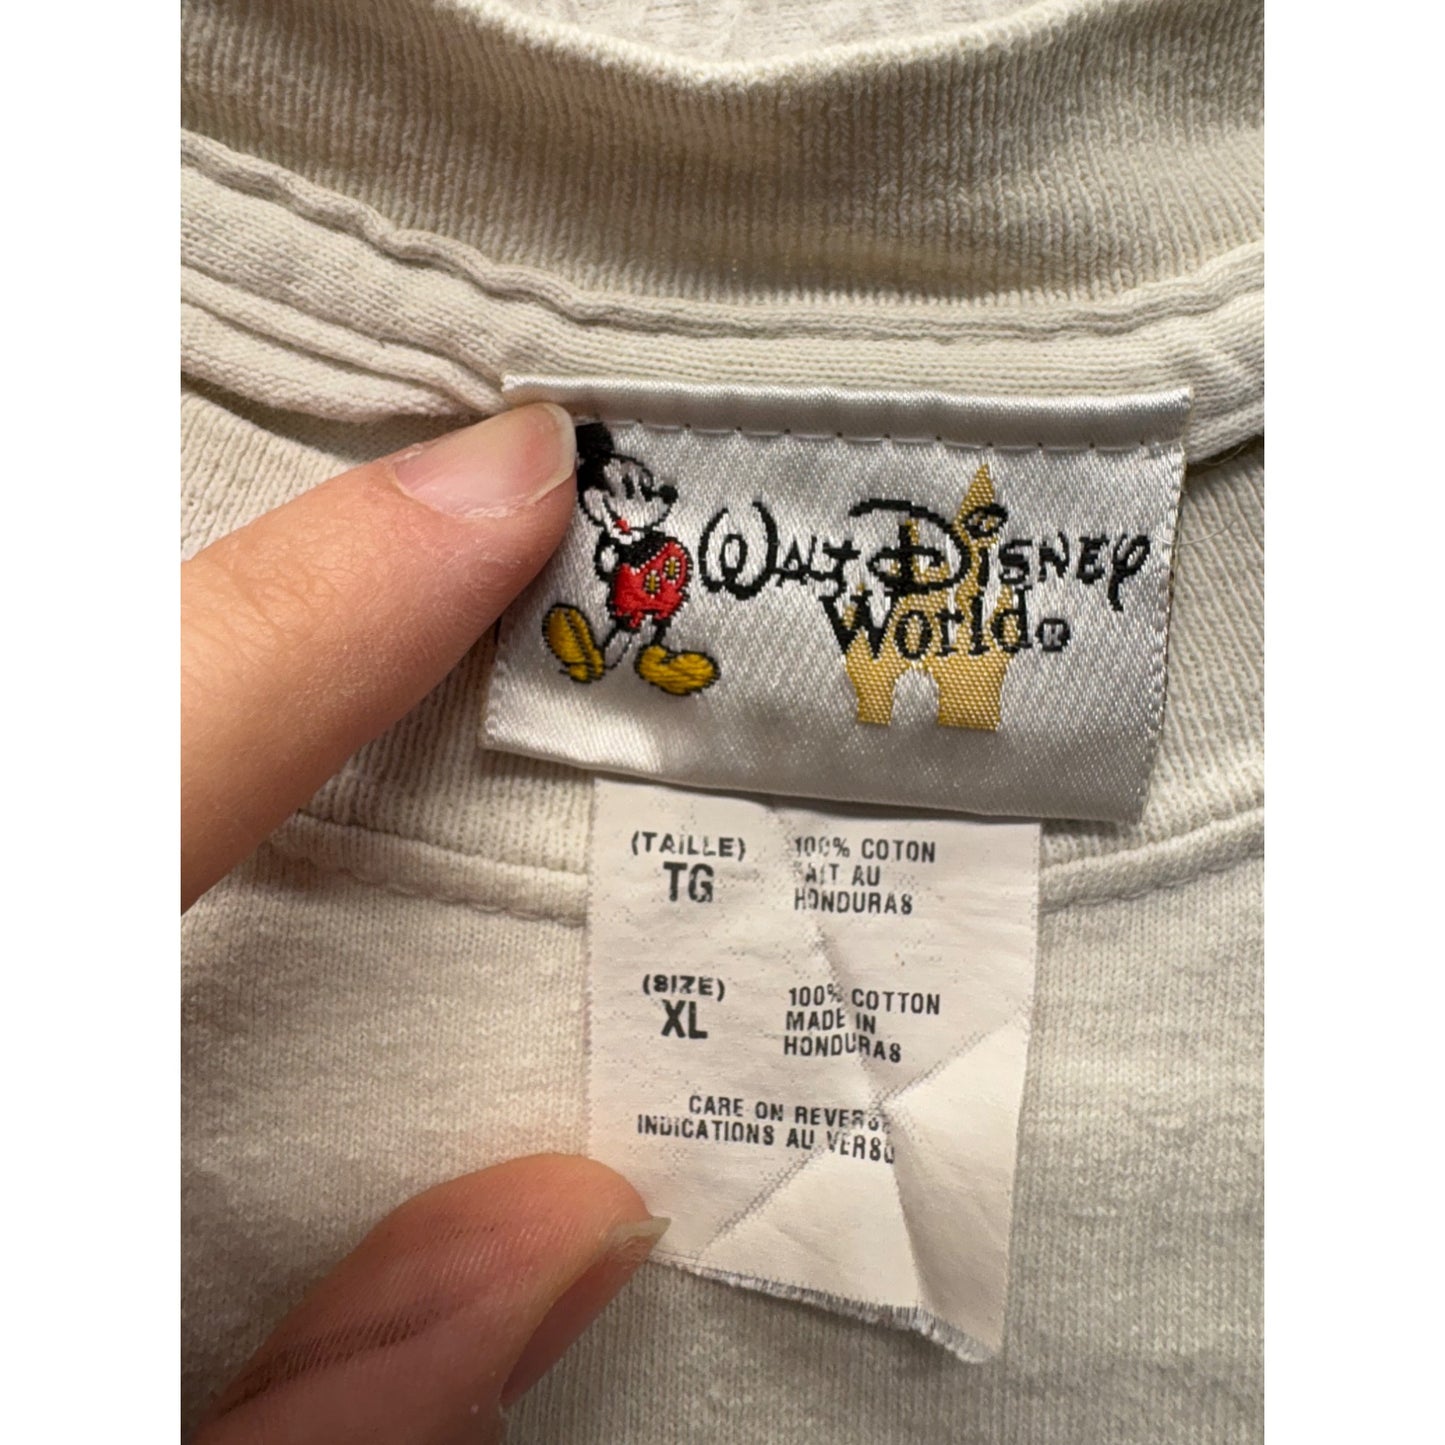 Walt Disney
World®
(TAILLE)
TG
100% COTON
FAIT AU
HONDURAS
(SIZE)
XL
100% COTTON
MADE IN
HONDURAS
CARE ON REVERSE
INDICATIONS AU VERSO